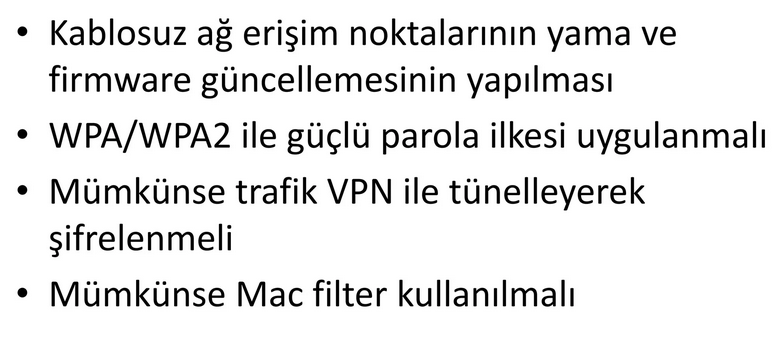 • Kablosuz ağ erişim noktalarının yama ve
firmware güncellemesinin yapılması
• WPA/WPA2 ile güçlü parola ilkesi uygulanmalı
• Mümkünse trafik VPN ile tünelleyerek
şifrelenmeli
• Mümkünse Mac filter kullanılmalı